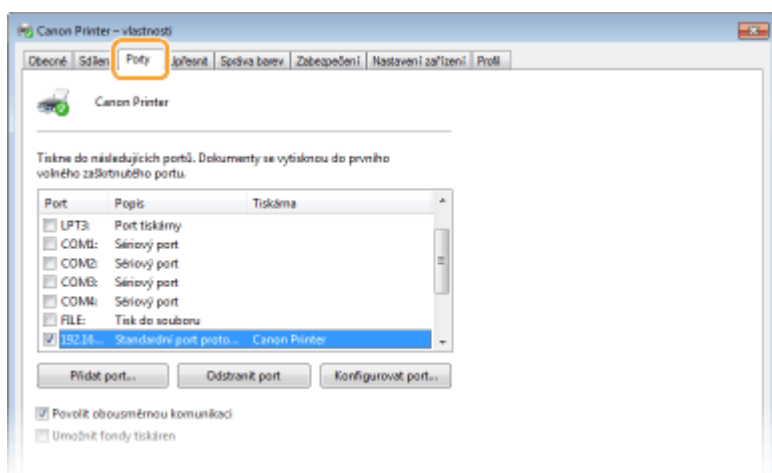 Canon Printer – vlastnosti
Obecné Sdílen Porty Upřesnit Správa barev Zabezpečení Nastavení zařízení Profil
Canon Printer
Tiskne do následujících portů. Dokumenty se vytisknou do prvního
volného zaškrtnutého portu.
Port Popis Tiskárna
LPT3: Port tiskárny
COM1: Sériový port
COM2: Sériový port
COM3: Sériový port
COM4: Sériový port
FILE: Tisk do souboru
192.16... Standardní port proto... Canon Printer
Přidat port... Odstranit port Konfigurovat port...
Povolit obousměrnou komunikaci
Umožnit fondy tiskáren